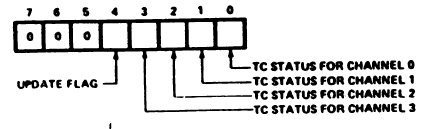 7 6 5 4 3 2 1 0
0 0 0
TC STATUS FOR CHANNEL 0
TC STATUS FOR CHANNEL 1
UPDATE FLAG
TC STATUS FOR CHANNEL 2
TC STATUS FOR CHANNEL 3